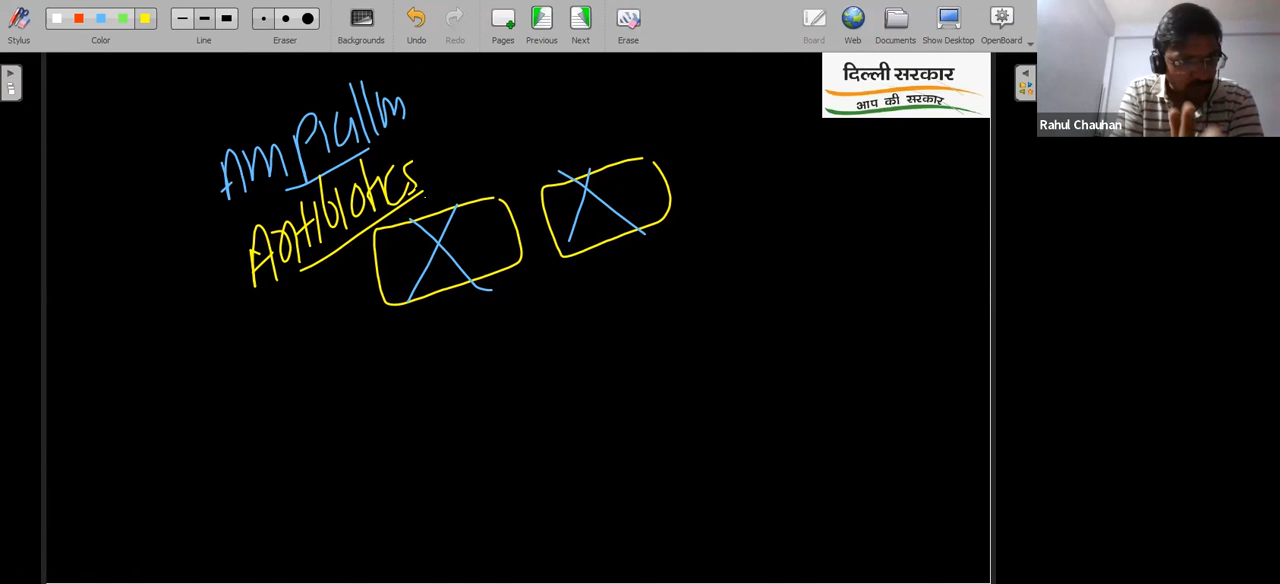 Stylus
Color
Line
Eraser
Backgrounds
Undo
Redo
Pages
Previous
Next
Erase
Board
Web
Documents
Show Desktop
OpenBoard
Rahul Chauhan
दिल्ली सरकार
आप की सरकार
Ampicillin
Antibiotics